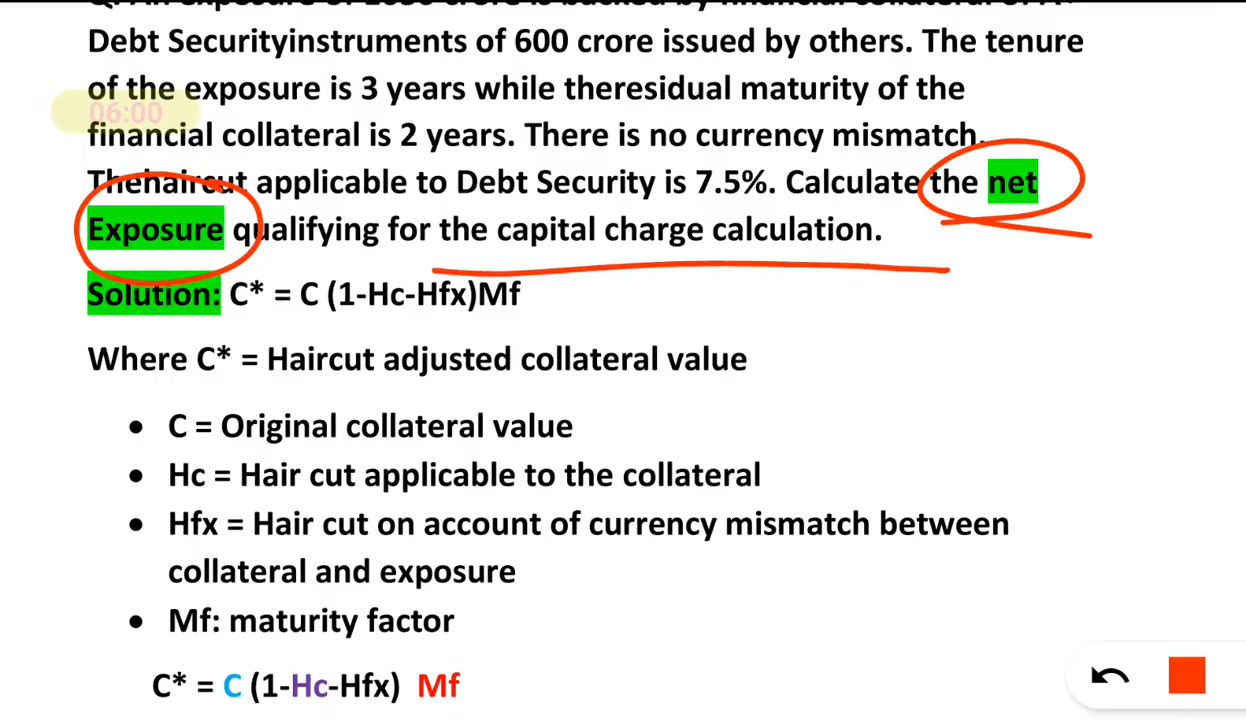 Debt Securityinstruments of 600 crore issued by others. The tenure
of the exposure is 3 years while theresidual maturity of the
06:00
financial collateral is 2 years. There is no currency mismatch.
Thehaircut applicable to Debt Security is 7.5%. Calculate the net
Exposure qualifying for the capital charge calculation.
Solution: C* = C (1-Hc-Hfx)Mf
Where C* = Haircut adjusted collateral value
• C = Original collateral value
• Hc = Hair cut applicable to the collateral
• Hfx = Hair cut on account of currency mismatch between
collateral and exposure
• Mf: maturity factor
C* = C (1-Hc-Hfx) Mf